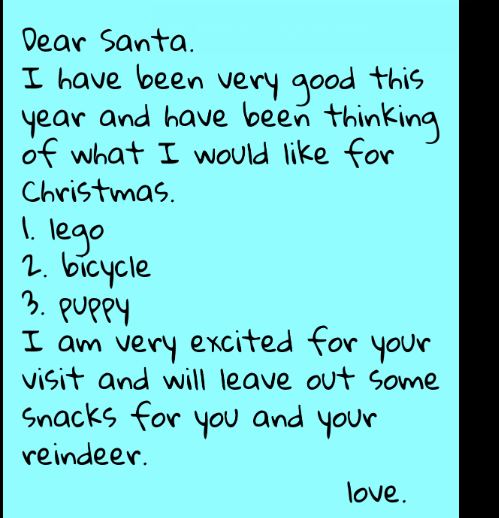 Dear Santa.
I have been very good this
year and have been thinking
of what I would like for
Christmas.
1. lego
2. bicycle
3. puppy
I am very excited for your
visit and will leave out some
snacks for you and your
reindeer.
love.